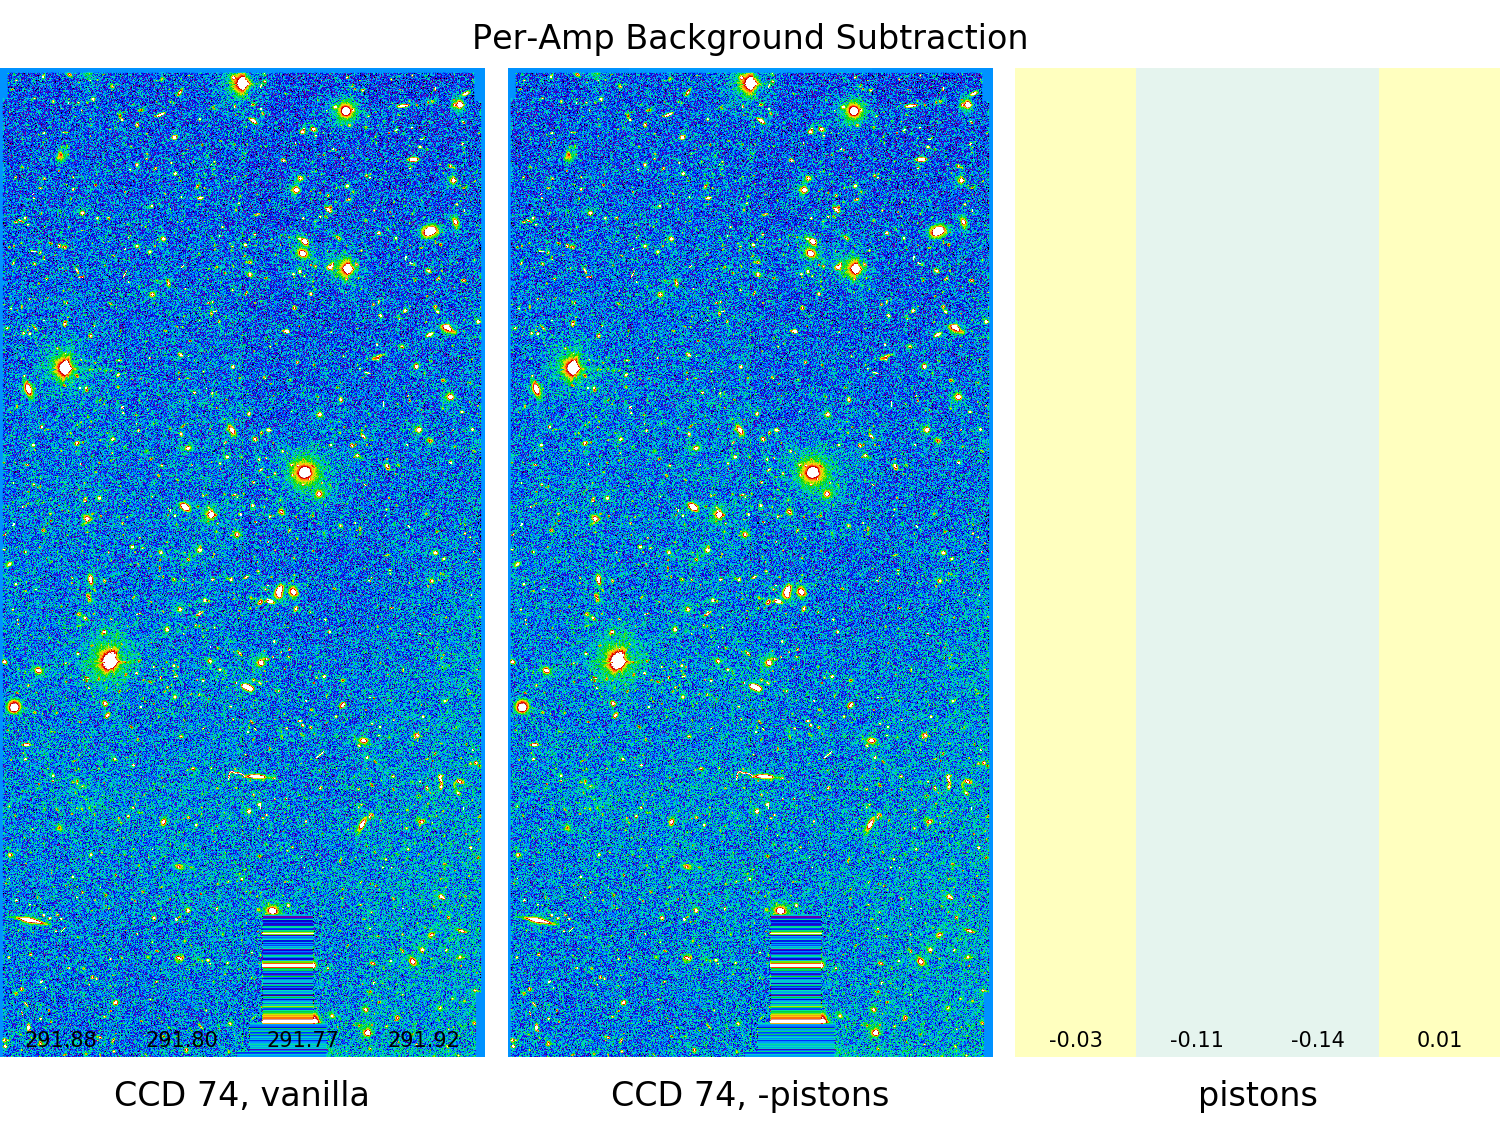 Per-Amp Background Subtraction
291.88 291.80 291.77 291.92
-0.03 -0.11 -0.14 0.01
CCD 74, vanilla
CCD 74, -pistons
pistons